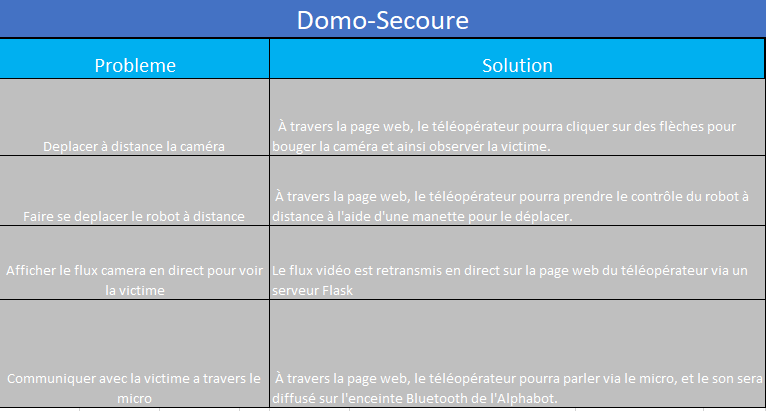 Domo-Secoure
Probleme
Solution
Deplacer à distance la caméra
À travers la page web, le téléopérateur pourra cliquer sur des flèches pour
bouger la caméra et ainsi observer la victime.
Faire se deplacer le robot à distance
À travers la page web, le téléopérateur pourra prendre le contrôle du robot à
distance à l'aide d'une manette pour le déplacer.
Afficher le flux camera en direct pour voir
la victime
Le flux vidéo est retransmis en direct sur la page web du téléopérateur via un
serveur Flask
Communiquer avec la victime a travers le
micro
À travers la page web, le téléopérateur pourra parler via le micro, et le son sera
diffusé sur l'enceinte Bluetooth de l'Alphabot.